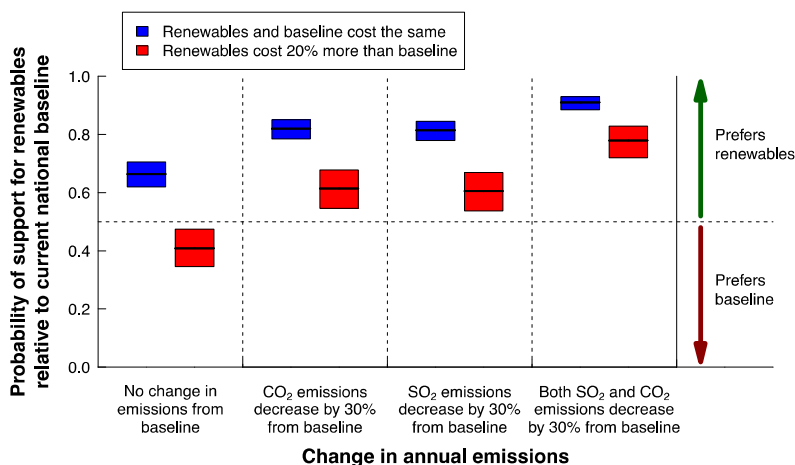 Renewables and baseline cost the same
Renewables cost 20% more than baseline
Probability of support for renewables
relative to current national baseline
1.0
0.8
0.6
0.4
0.2
0.0
Prefers
renewables
Prefers
baseline
No change in
emissions from
baseline
CO₂ emissions
decrease by 30%
from baseline
SO₂ emissions
decrease by 30%
from baseline
Both SO₂ and CO₂
emissions decrease
by 30% from baseline
Change in annual emissions